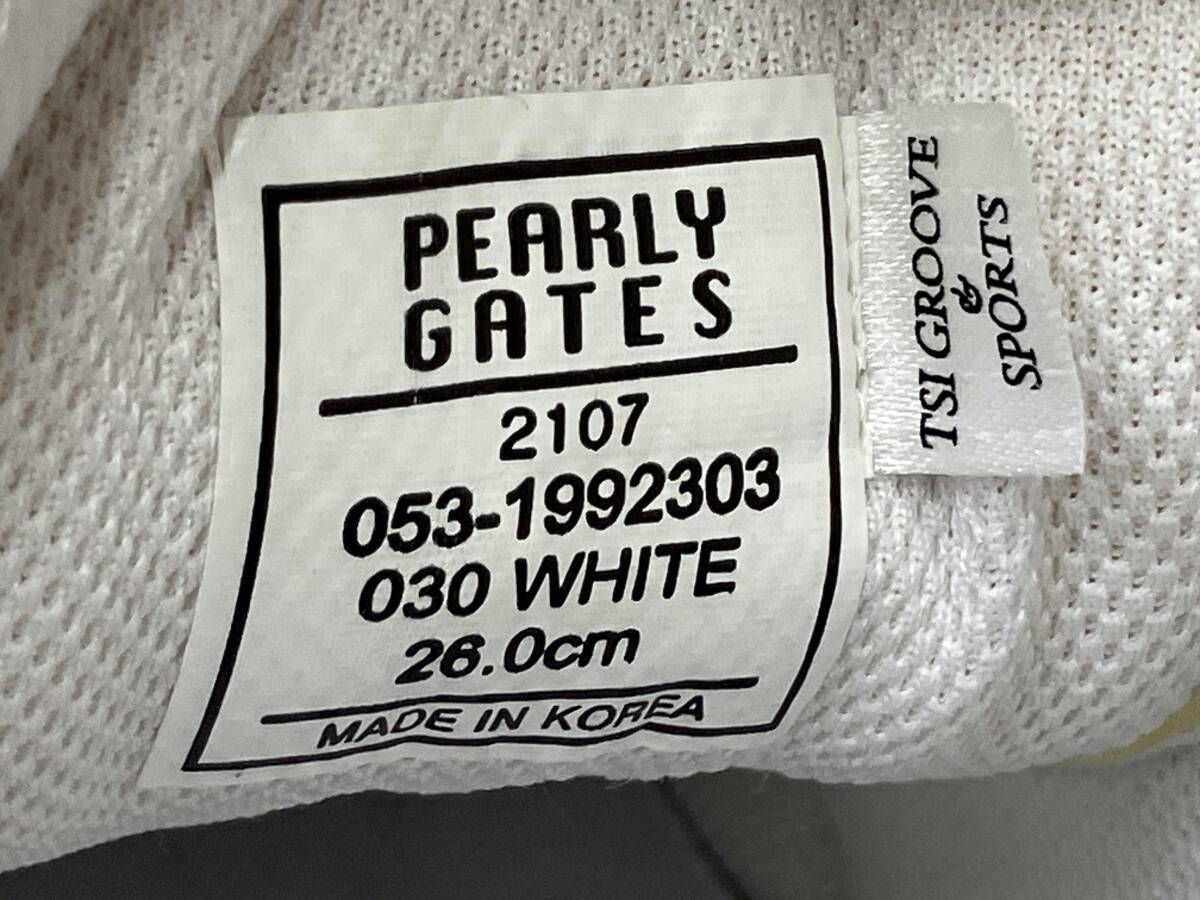 PEARLY
GATES
2107
053-1992303
030 WHITE
26.0cm
MADE IN KOREA
TSI GROOVE
&
SPORTS